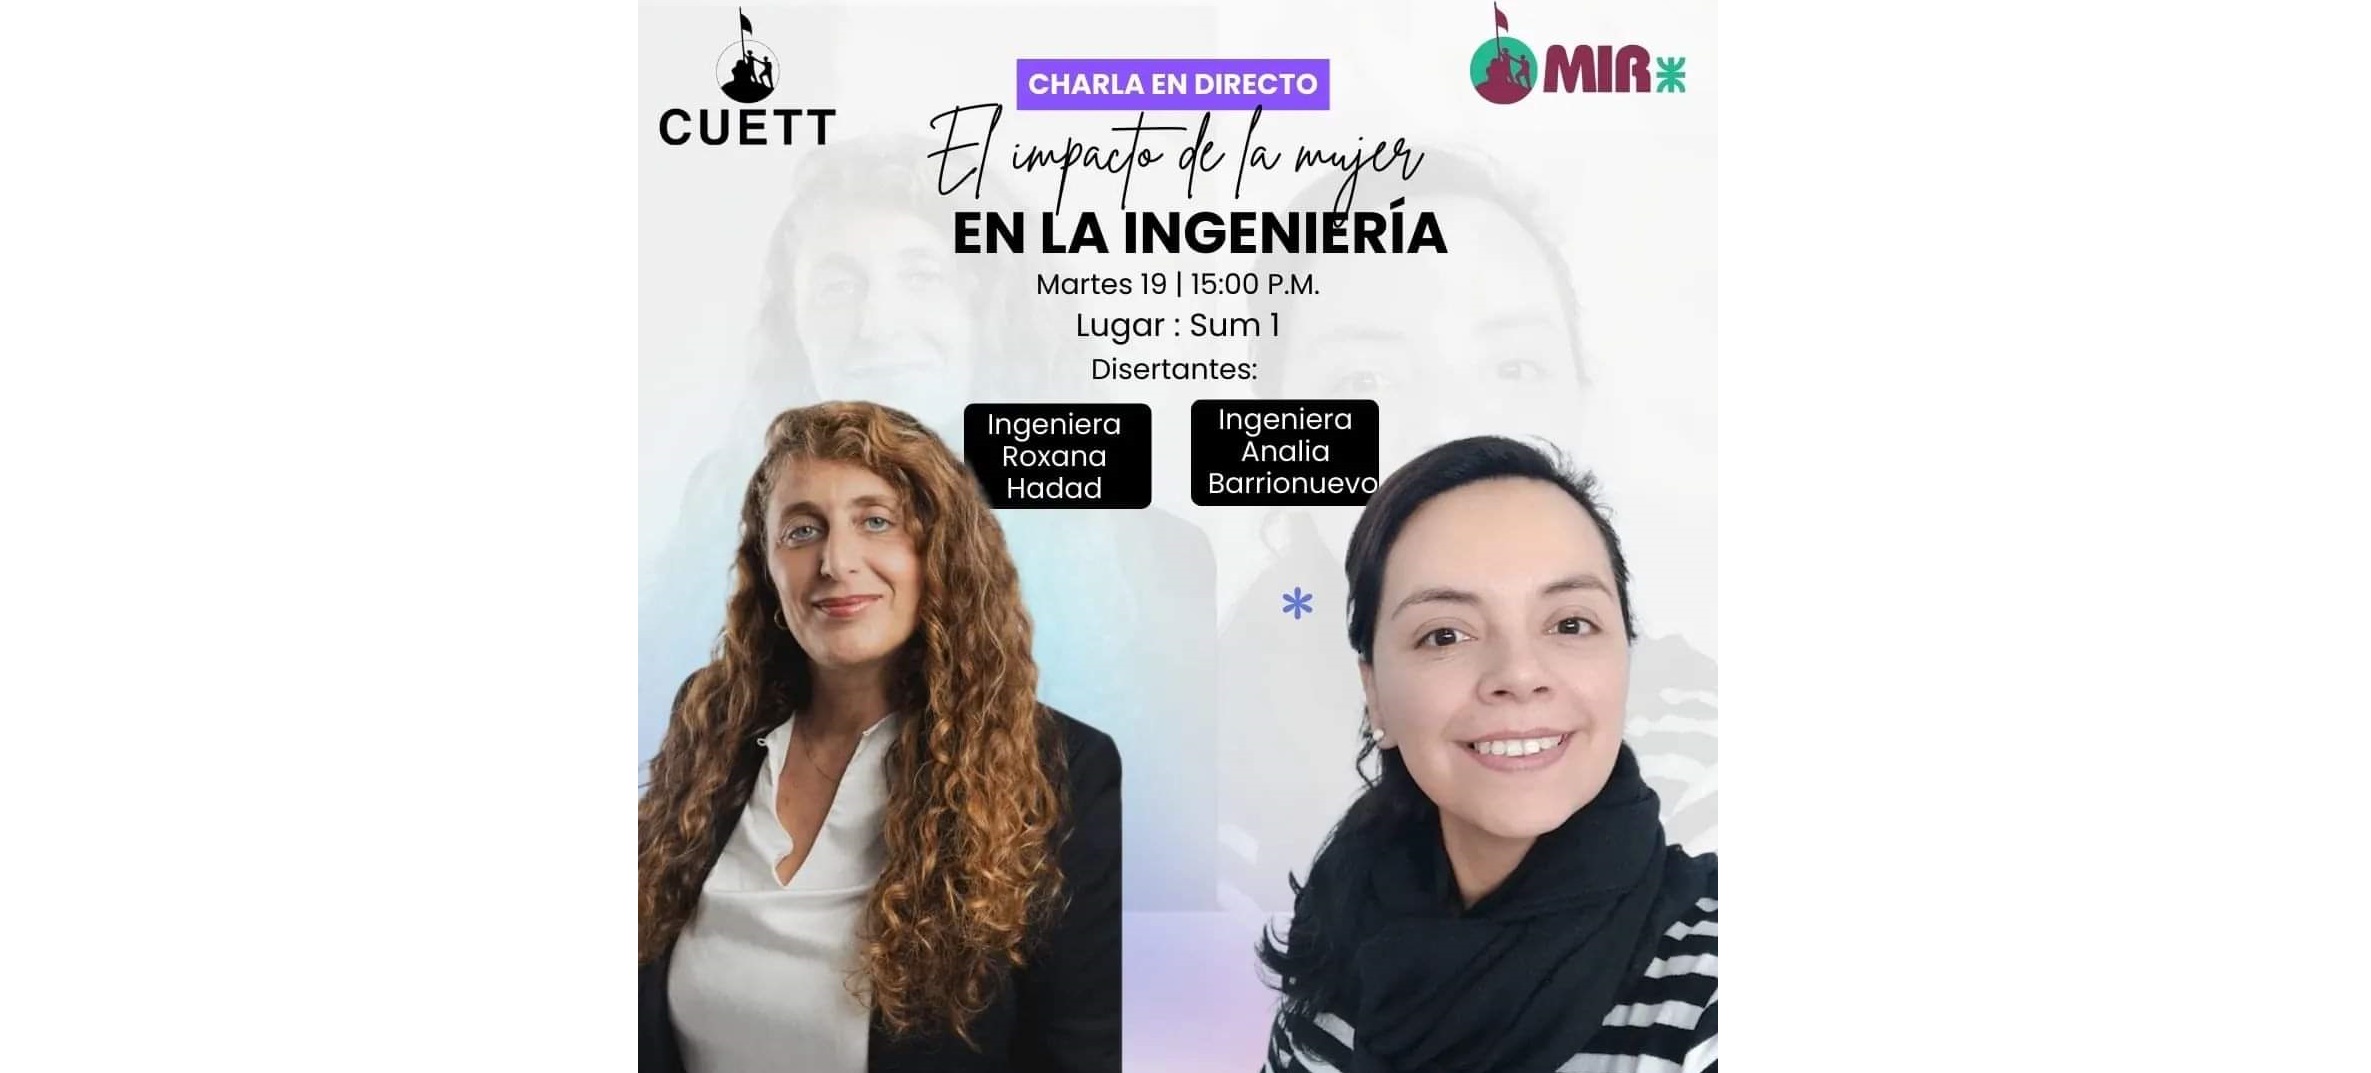 CUETT
MIR
CHARLA EN DIRECTO
El impacto de la mujer
EN LA INGENIERÍA
Martes 19 | 15:00 P.M.
Lugar : Sum 1
Disertantes:
Ingeniera
Roxana
Hadad
Ingeniera
Analia
Barrionuevo